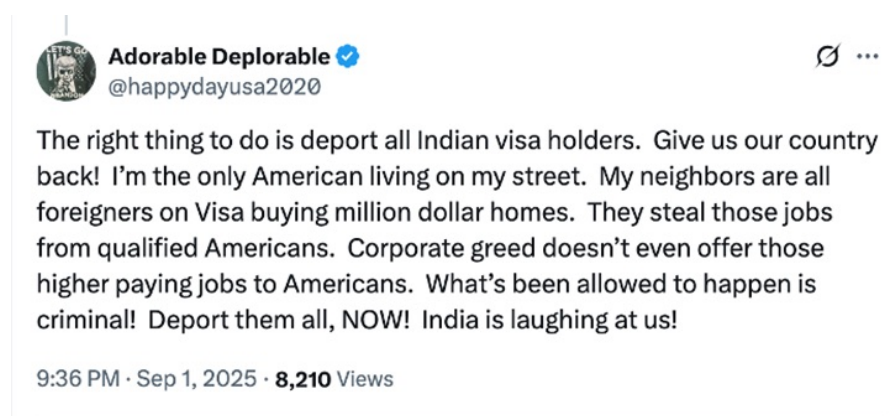 Adorable Deplorable
@happydayusa2020
The right thing to do is deport all Indian visa holders.  Give us our country
back!  I’m the only American living on my street.  My neighbors are all
foreigners on Visa buying million dollar homes.  They steal those jobs
from qualified Americans.  Corporate greed doesn’t even offer those
higher paying jobs to Americans.  What’s been allowed to happen is
criminal!  Deport them all, NOW!  India is laughing at us!
9:36 PM · Sep 1, 2025 · 8,210 Views